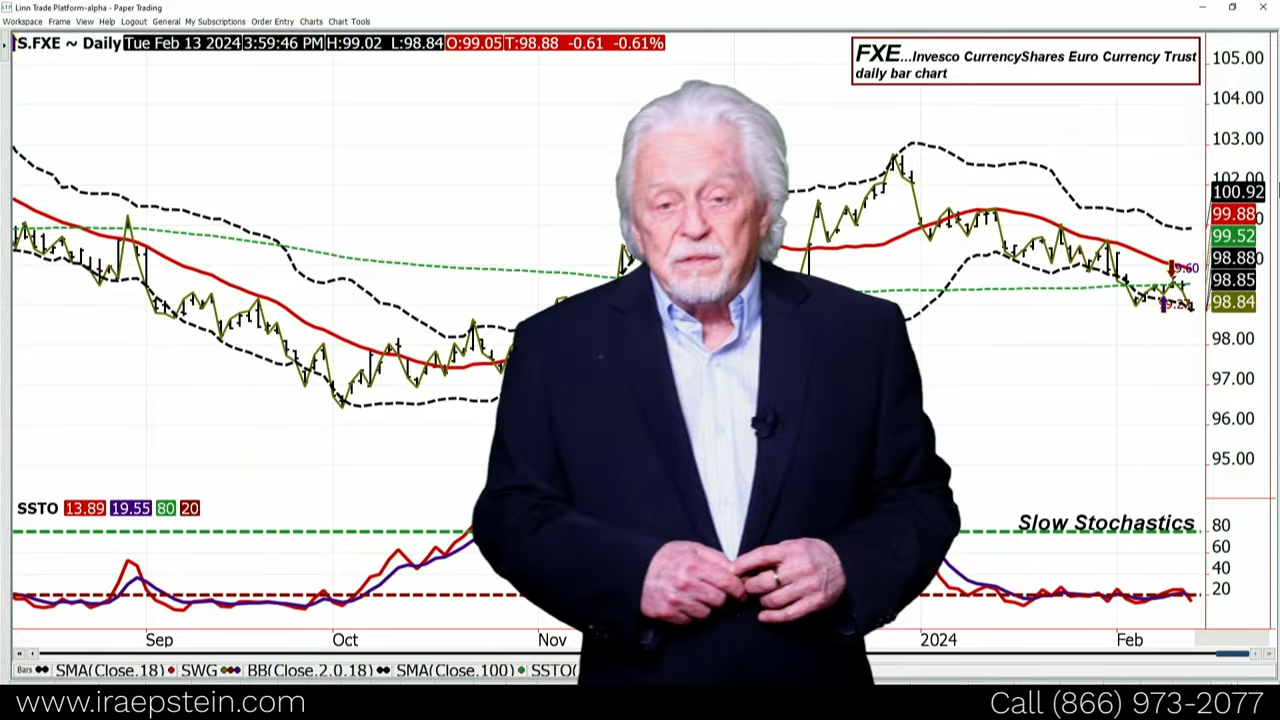 Linn Trade Platform-alpha - Paper Trading
Workspace Frame View Help Logout General My Subscriptions Order Entry Charts Chart Tools
S.FXE ~ Daily Tue Feb 13 2024 3:59:46 PM H:99.02 L:98.84 O:99.05 T:98.88 -0.61 -0.61%
FXE...Invesco CurrencyShares Euro Currency Trust
daily bar chart
105.00
104.00
103.00
102.00
100.92
99.88
99.52
98.88
98.85
98.84
98.00
97.00
96.00
95.00
SSTO 13.89 19.55 80 20
Slow Stochastics
80
60
40
20
Sep Oct Nov 2024 Feb
Bars SMA(Close,18) SWG BB(Close,2.0,18) SMA(Close,100) SSTO(
www.iraepstein.com
Call (866) 973-2077